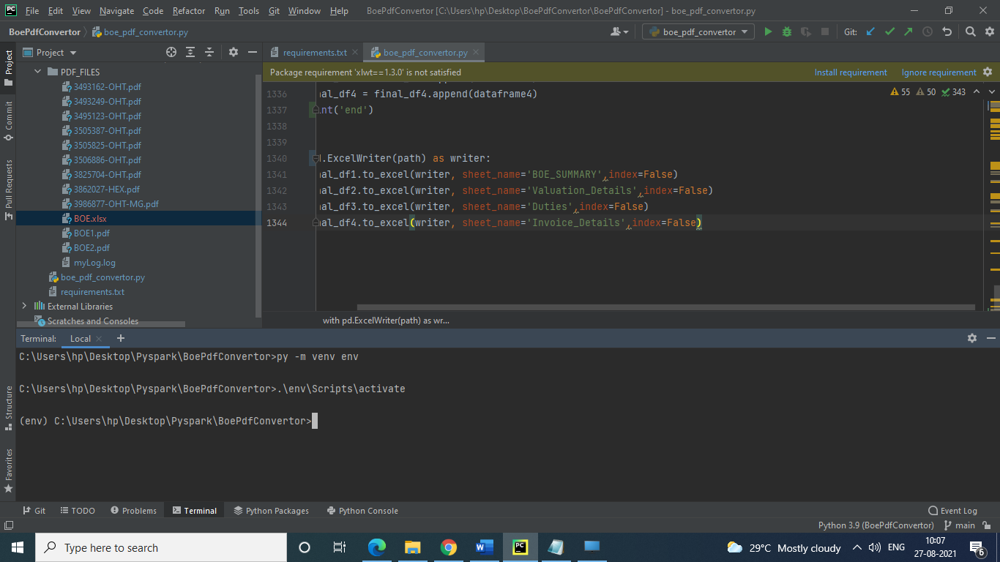 PC File Edit View Navigate Code Refactor Run Tools Git Window Help BoePdfConvertor [C:\Users\hp\Desktop\BoePdfConvertor\BoePdfConvertor] - boe_pdf_convertor.py
BoePdfConvertor boe_pdf_convertor.py boe_pdf_convertor Git:
Project Project requirements.txt boe_pdf_convertor.py
PDF_FILES
3493162-OHT.pdf
3493249-OHT.pdf
3495123-OHT.pdf
3505387-OHT.pdf
3505825-OHT.pdf
3506886-OHT.pdf
3825704-OHT.pdf
3862027-HEX.pdf
3986877-OHT-MG.pdf
BOE.xlsx
BOE1.pdf
BOE2.pdf
myLog.log
boe_pdf_convertor.py
requirements.txt
External Libraries
Scratches and Consoles
Commit
Pull Requests
Package requirement 'xlwt==1.3.0' is not satisfied Install requirement Ignore requirement
55 50 343
1336 nal_df4 = final_df4.append(dataframe4)
1337 int('end')
1338
1339
1340 d.ExcelWriter(path) as writer:
1341 nal_df1.to_excel(writer, sheet_name='BOE_SUMMARY',index=False)
1342 nal_df2.to_excel(writer, sheet_name='Valuation_Details',index=False)
1343 nal_df3.to_excel(writer, sheet_name='Duties',index=False)
1344 nal_df4.to_excel(writer, sheet_name='Invoice_Details',index=False)
with pd.ExcelWriter(path) as wr...
Terminal: Local +
C:\Users\hp\Desktop\Pyspark\BoePdfConvertor>py -m venv env
C:\Users\hp\Desktop\Pyspark\BoePdfConvertor>.\env\Scripts\activate
(env) C:\Users\hp\Desktop\Pyspark\BoePdfConvertor>
Structure
Favorites
Git TODO Problems Terminal Python Packages Python Console Event Log
Python 3.9 (BoePdfConvertor) main
Type here to search PC 29°C Mostly cloudy ENG 10:07
27-08-2021 6